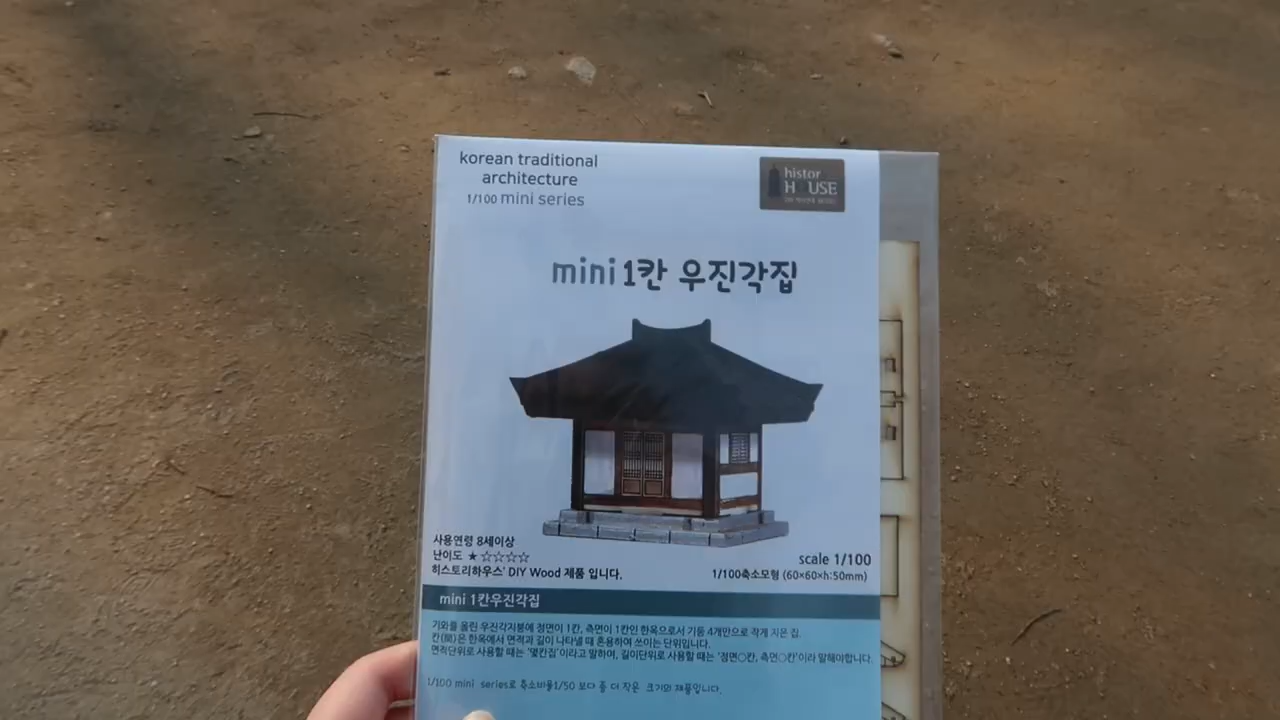 korean traditional
architecture
1/100 mini series
histor
HOUSE
mini 1칸 우진각집
사용연령 8세이상
난이도 ★☆☆☆☆
히스토리하우스' DIY Wood 제품 입니다.
scale 1/100
1/100축소모형 (60×60×h:50mm)
mini 1칸우진각집
기와를 올린 우진각지붕에 정면이 1칸, 측면이 1칸인 한옥으로서 기둥 4개만으로 작게 지은 집.
칸(間)은 한옥에서 면적과 길이 나타낼 때 혼용하여 쓰이는 단위입니다.
면적단위로 사용할 때는 '몇칸집'이라고 말하며, 길이단위로 사용할 때는 '정면○칸, 측면○칸'이라 말해야합니다.
1/100 mini series로 축소비율1/50 보다 좀 더 작은 크기의 제품입니다.